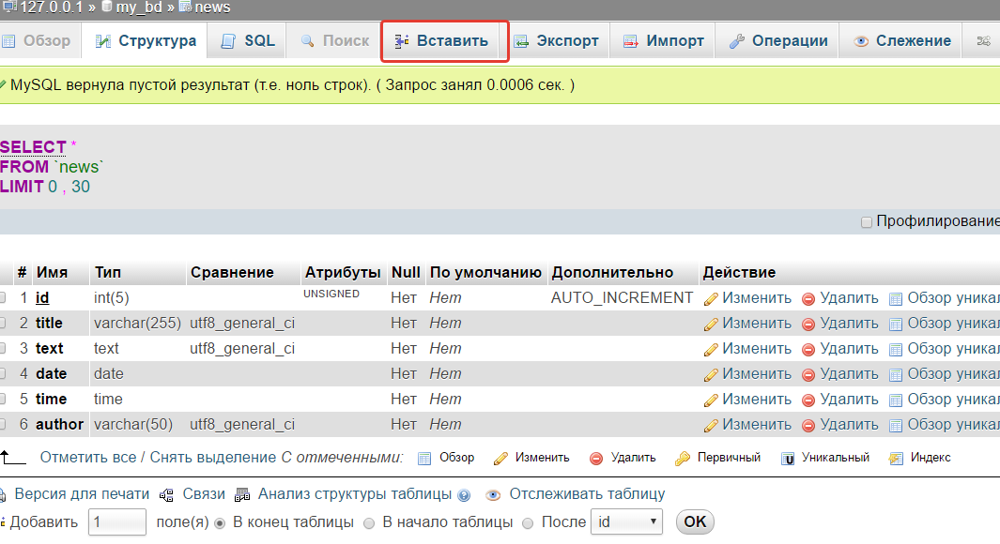 127.0.0.1 » my_bd » news
Обзор Структура SQL Поиск Вставить Экспорт Импорт Операции Слежение
MySQL вернула пустой результат (т.е. ноль строк). ( Запрос занял 0.0006 сек. )
SELECT *
FROM `news`
LIMIT 0 , 30
Профилирование
# Имя Тип Сравнение Атрибуты Null По умолчанию Дополнительно Действие
1 id int(5) UNSIGNED Нет Нет AUTO_INCREMENT Изменить Удалить Обзор уникал
2 title varchar(255) utf8_general_ci Нет Нет Изменить Удалить Обзор уникал
3 text text utf8_general_ci Нет Нет Изменить Удалить Обзор уникал
4 date date Нет Нет Изменить Удалить Обзор уникал
5 time time Нет Нет Изменить Удалить Обзор уникал
6 author varchar(50) utf8_general_ci Нет Нет Изменить Удалить Обзор уникал
Отметить все / Снять выделение С отмеченными: Обзор Изменить Удалить Первичный Уникальный Индекс
Версия для печати Связи Анализ структуры таблицы Отслеживать таблицу
Добавить 1 поле(я) В конец таблицы В начало таблицы После id OK